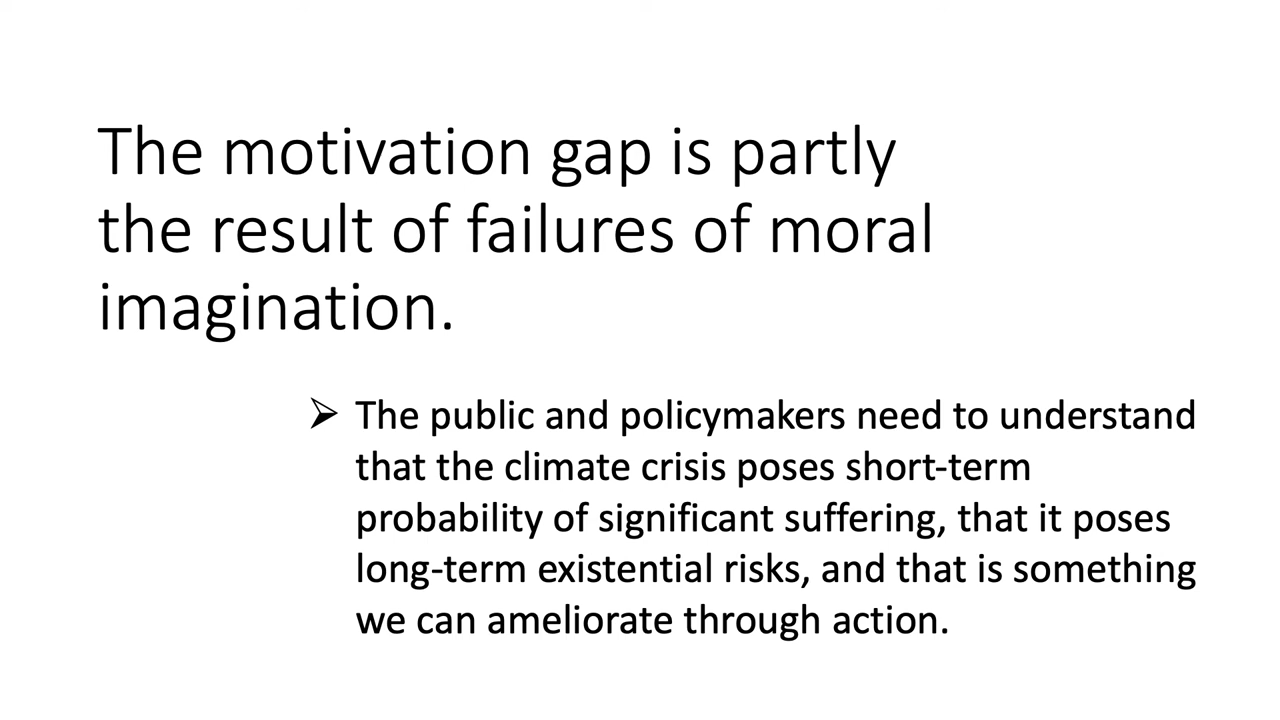 The motivation gap is partly
the result of failures of moral
imagination.
➢ The public and policymakers need to understand
that the climate crisis poses short-term
probability of significant suffering, that it poses
long-term existential risks, and that is something
we can ameliorate through action.